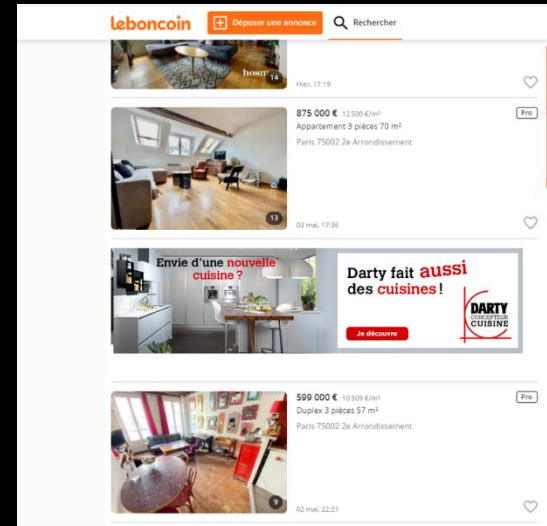 leboncoin
Déposer une annonce
Rechercher
14
Hier, 17:19
875 000 € 12 500 €/m²
Pro
Appartement 3 pièces 70 m²
Paris 75002 2e Arrondissement
13
03 mai, 17:36
Envie d'une nouvelle
cuisine ?
Darty fait aussi
des cuisines !
Je découvre
DARTY
CONCEPTEUR
CUISINE
599 000 € 10 509 €/m²
Pro
Duplex 3 pièces 57 m²
Paris 75002 2e Arrondissement
9
02 mai, 22:21